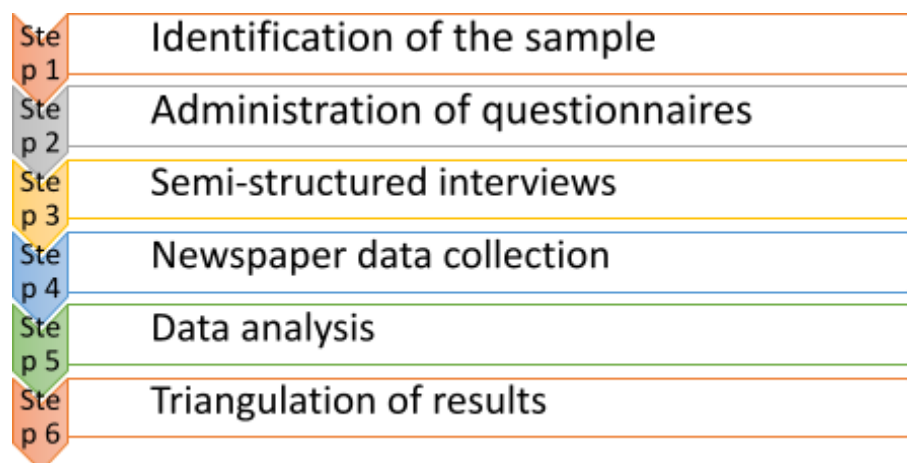 Ste
p 1
Identification of the sample
Ste
p 2
Administration of questionnaires
Ste
p 3
Semi-structured interviews
Ste
p 4
Newspaper data collection
Ste
p 5
Data analysis
Ste
p 6
Triangulation of results